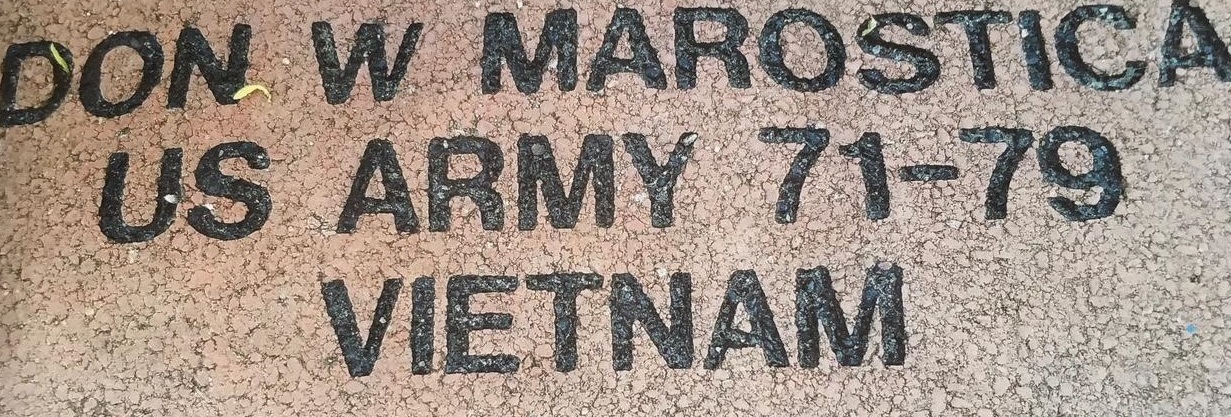 DON W MAROSTICA
US ARMY 71-79
VIETNAM